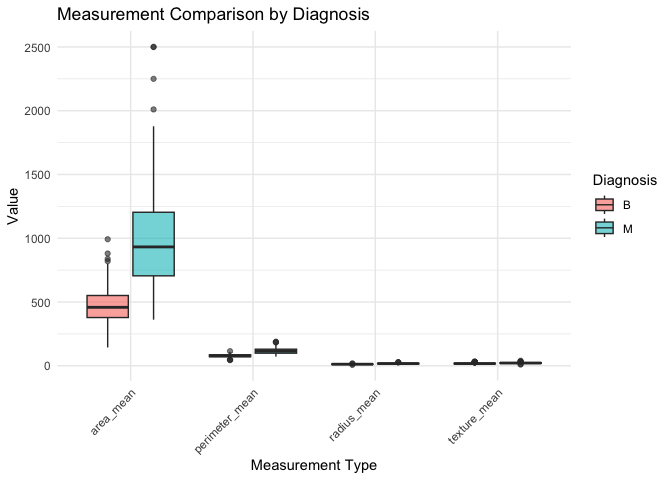 Measurement Comparison by Diagnosis
2500
2000
1500
1000
500
0
Value
area_mean
perimeter_mean
radius_mean
texture_mean
Measurement Type
Diagnosis
B
M